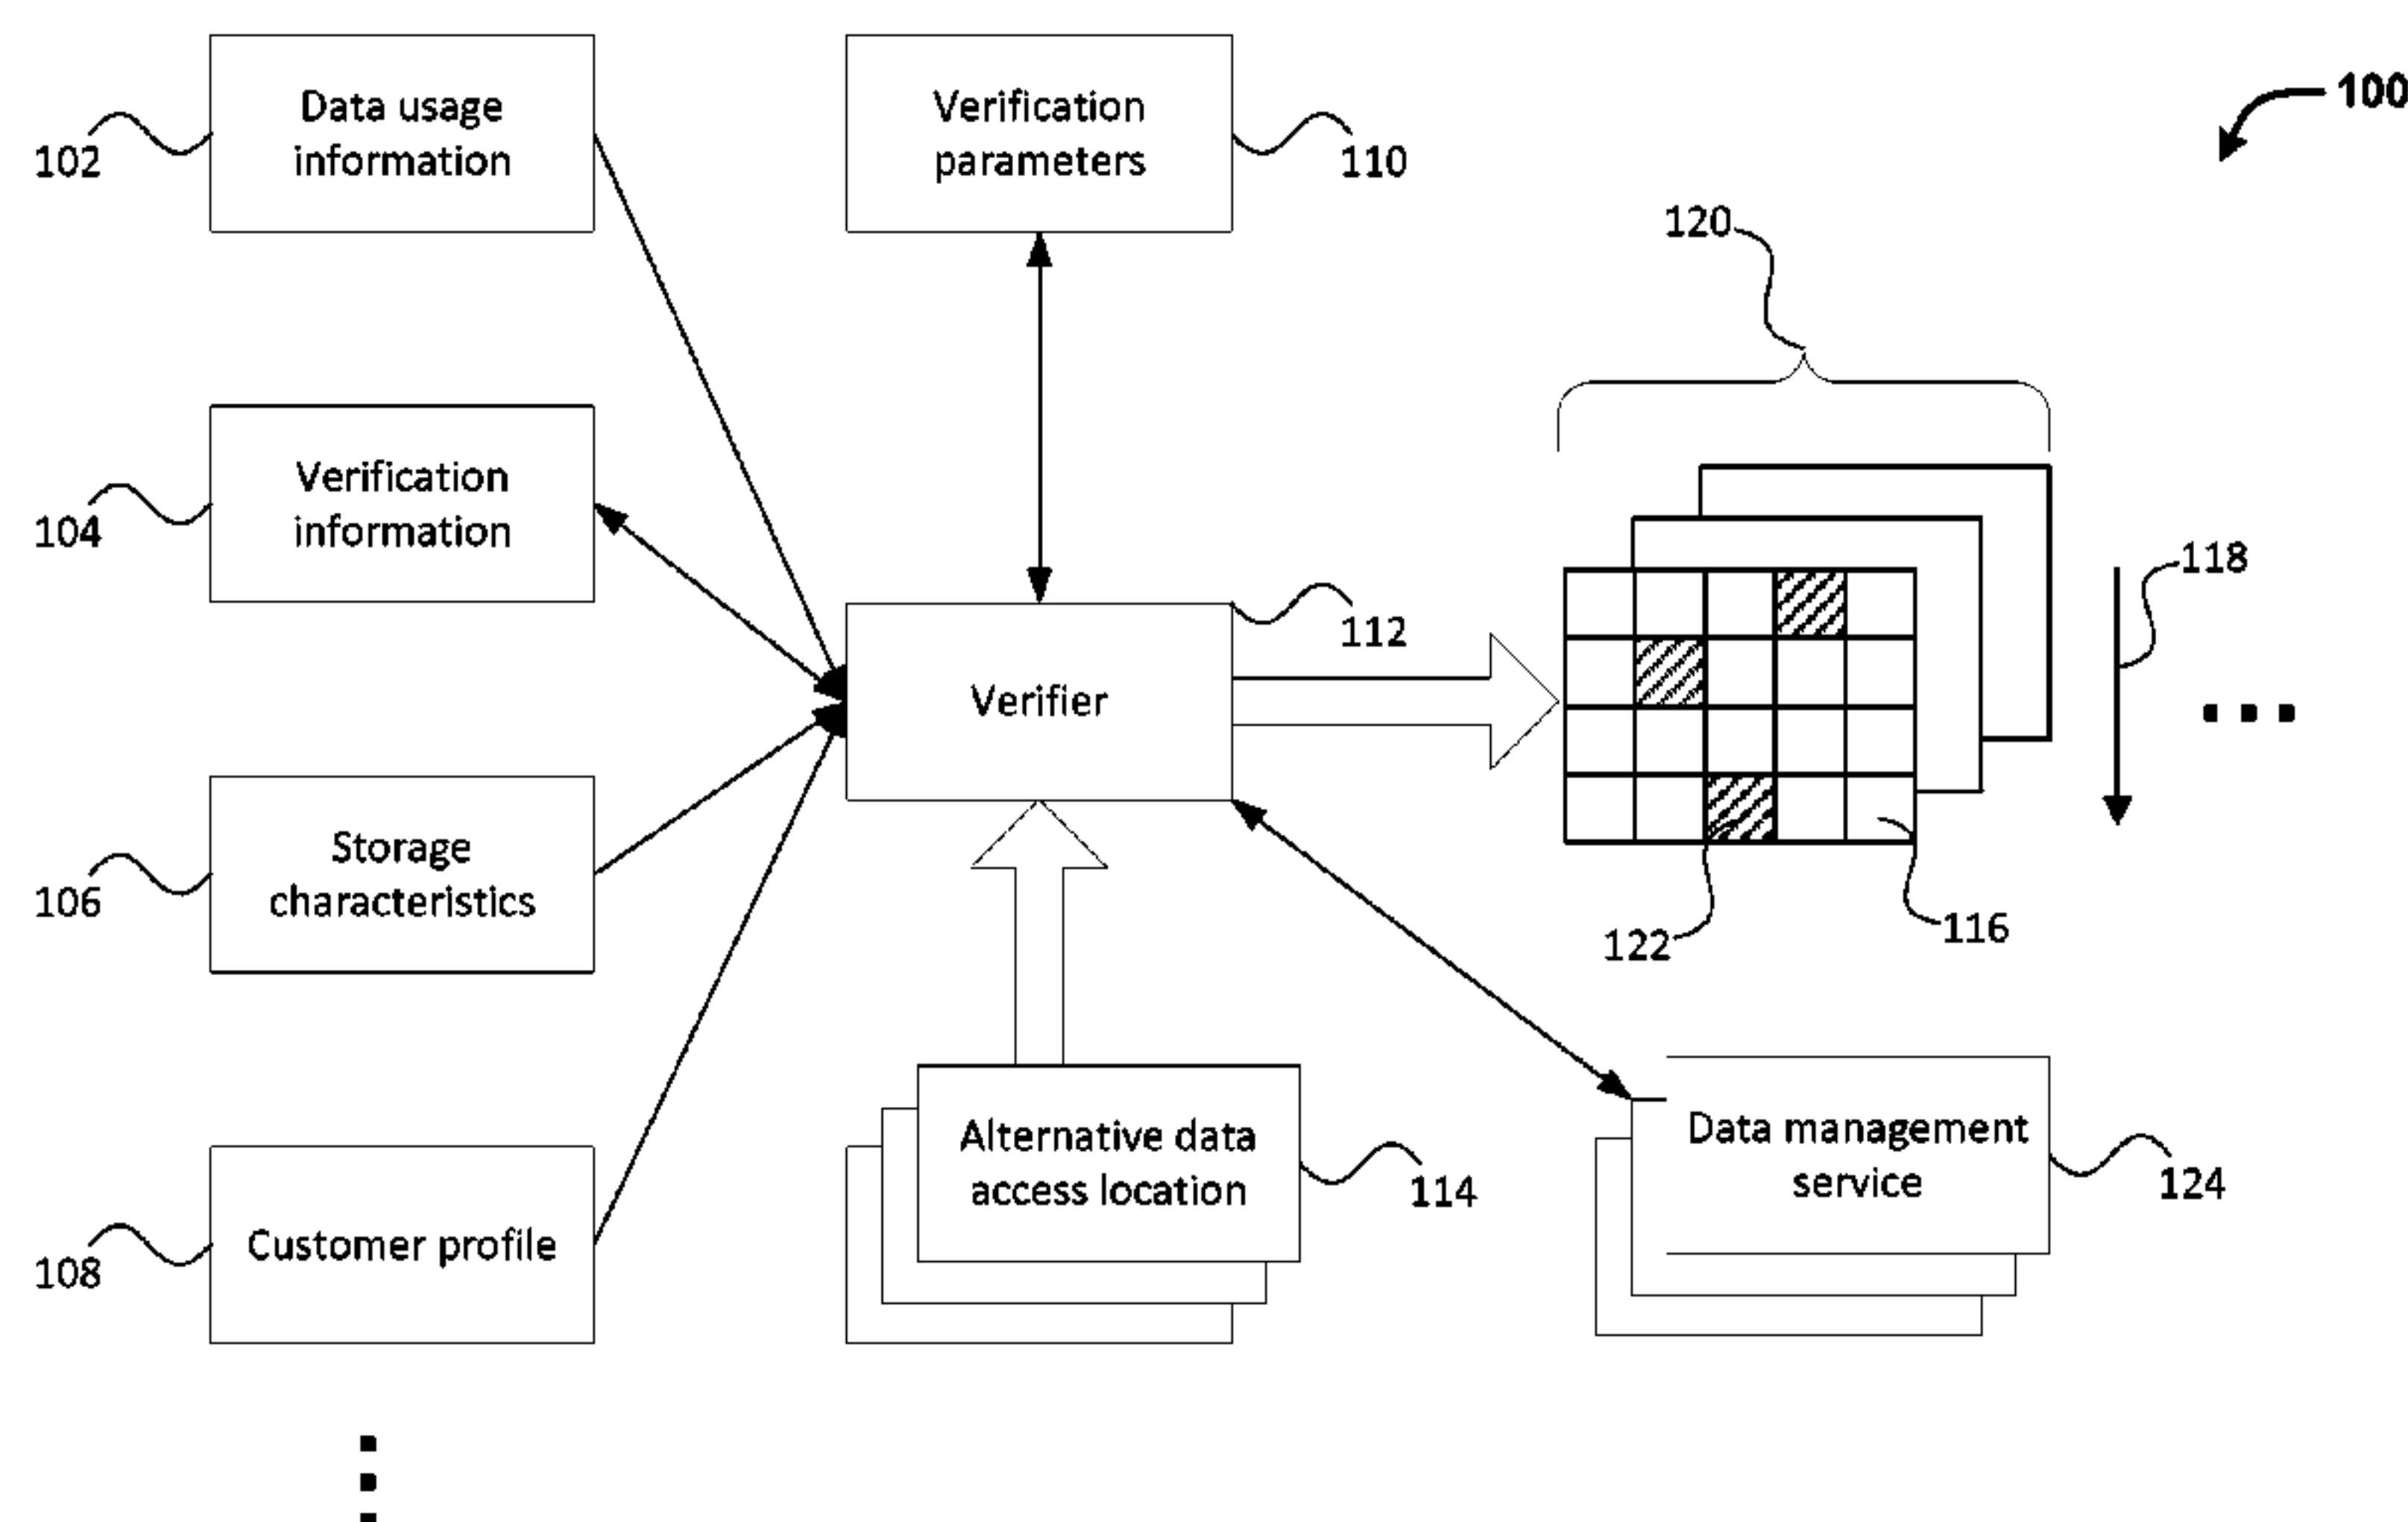 100
Data usage
information
102
Verification
parameters
110
120
Verification
information
104
118
112
Verifier
Storage
characteristics
106
122
116
Alternative data
access location
114
Data management
service
124
Customer profile
108